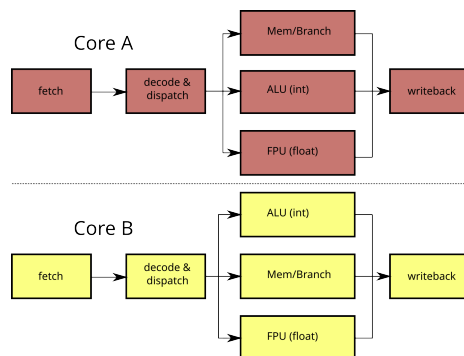 Core A
Mem/Branch
fetch
decode &
dispatch
ALU (int)
writeback
FPU (float)
Core B
ALU (int)
fetch
decode &
dispatch
Mem/Branch
writeback
FPU (float)